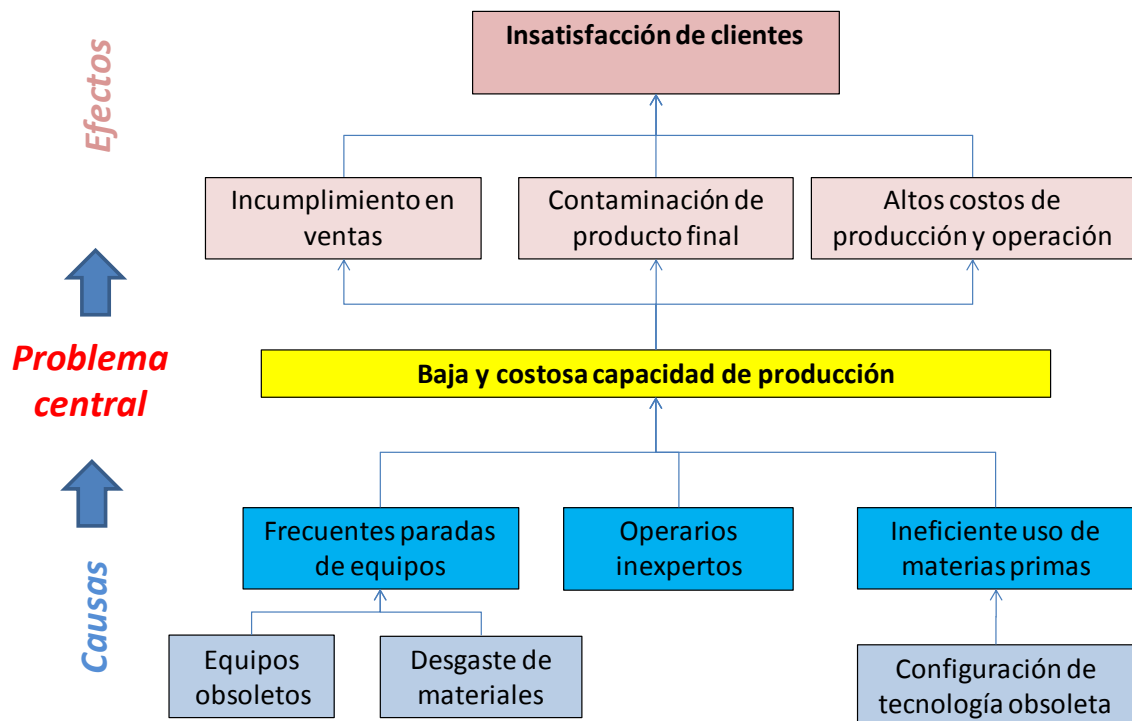 Efectos
Insatisfacción de clientes
Incumplimiento en
ventas
Contaminación de
producto final
Altos costos de
producción y operación
Problema
central
Baja y costosa capacidad de producción
Causas
Frecuentes paradas
de equipos
Operarios
inexpertos
Ineficiente uso de
materias primas
Equipos
obsoletos
Desgaste de
materiales
Configuración de
tecnología obsoleta